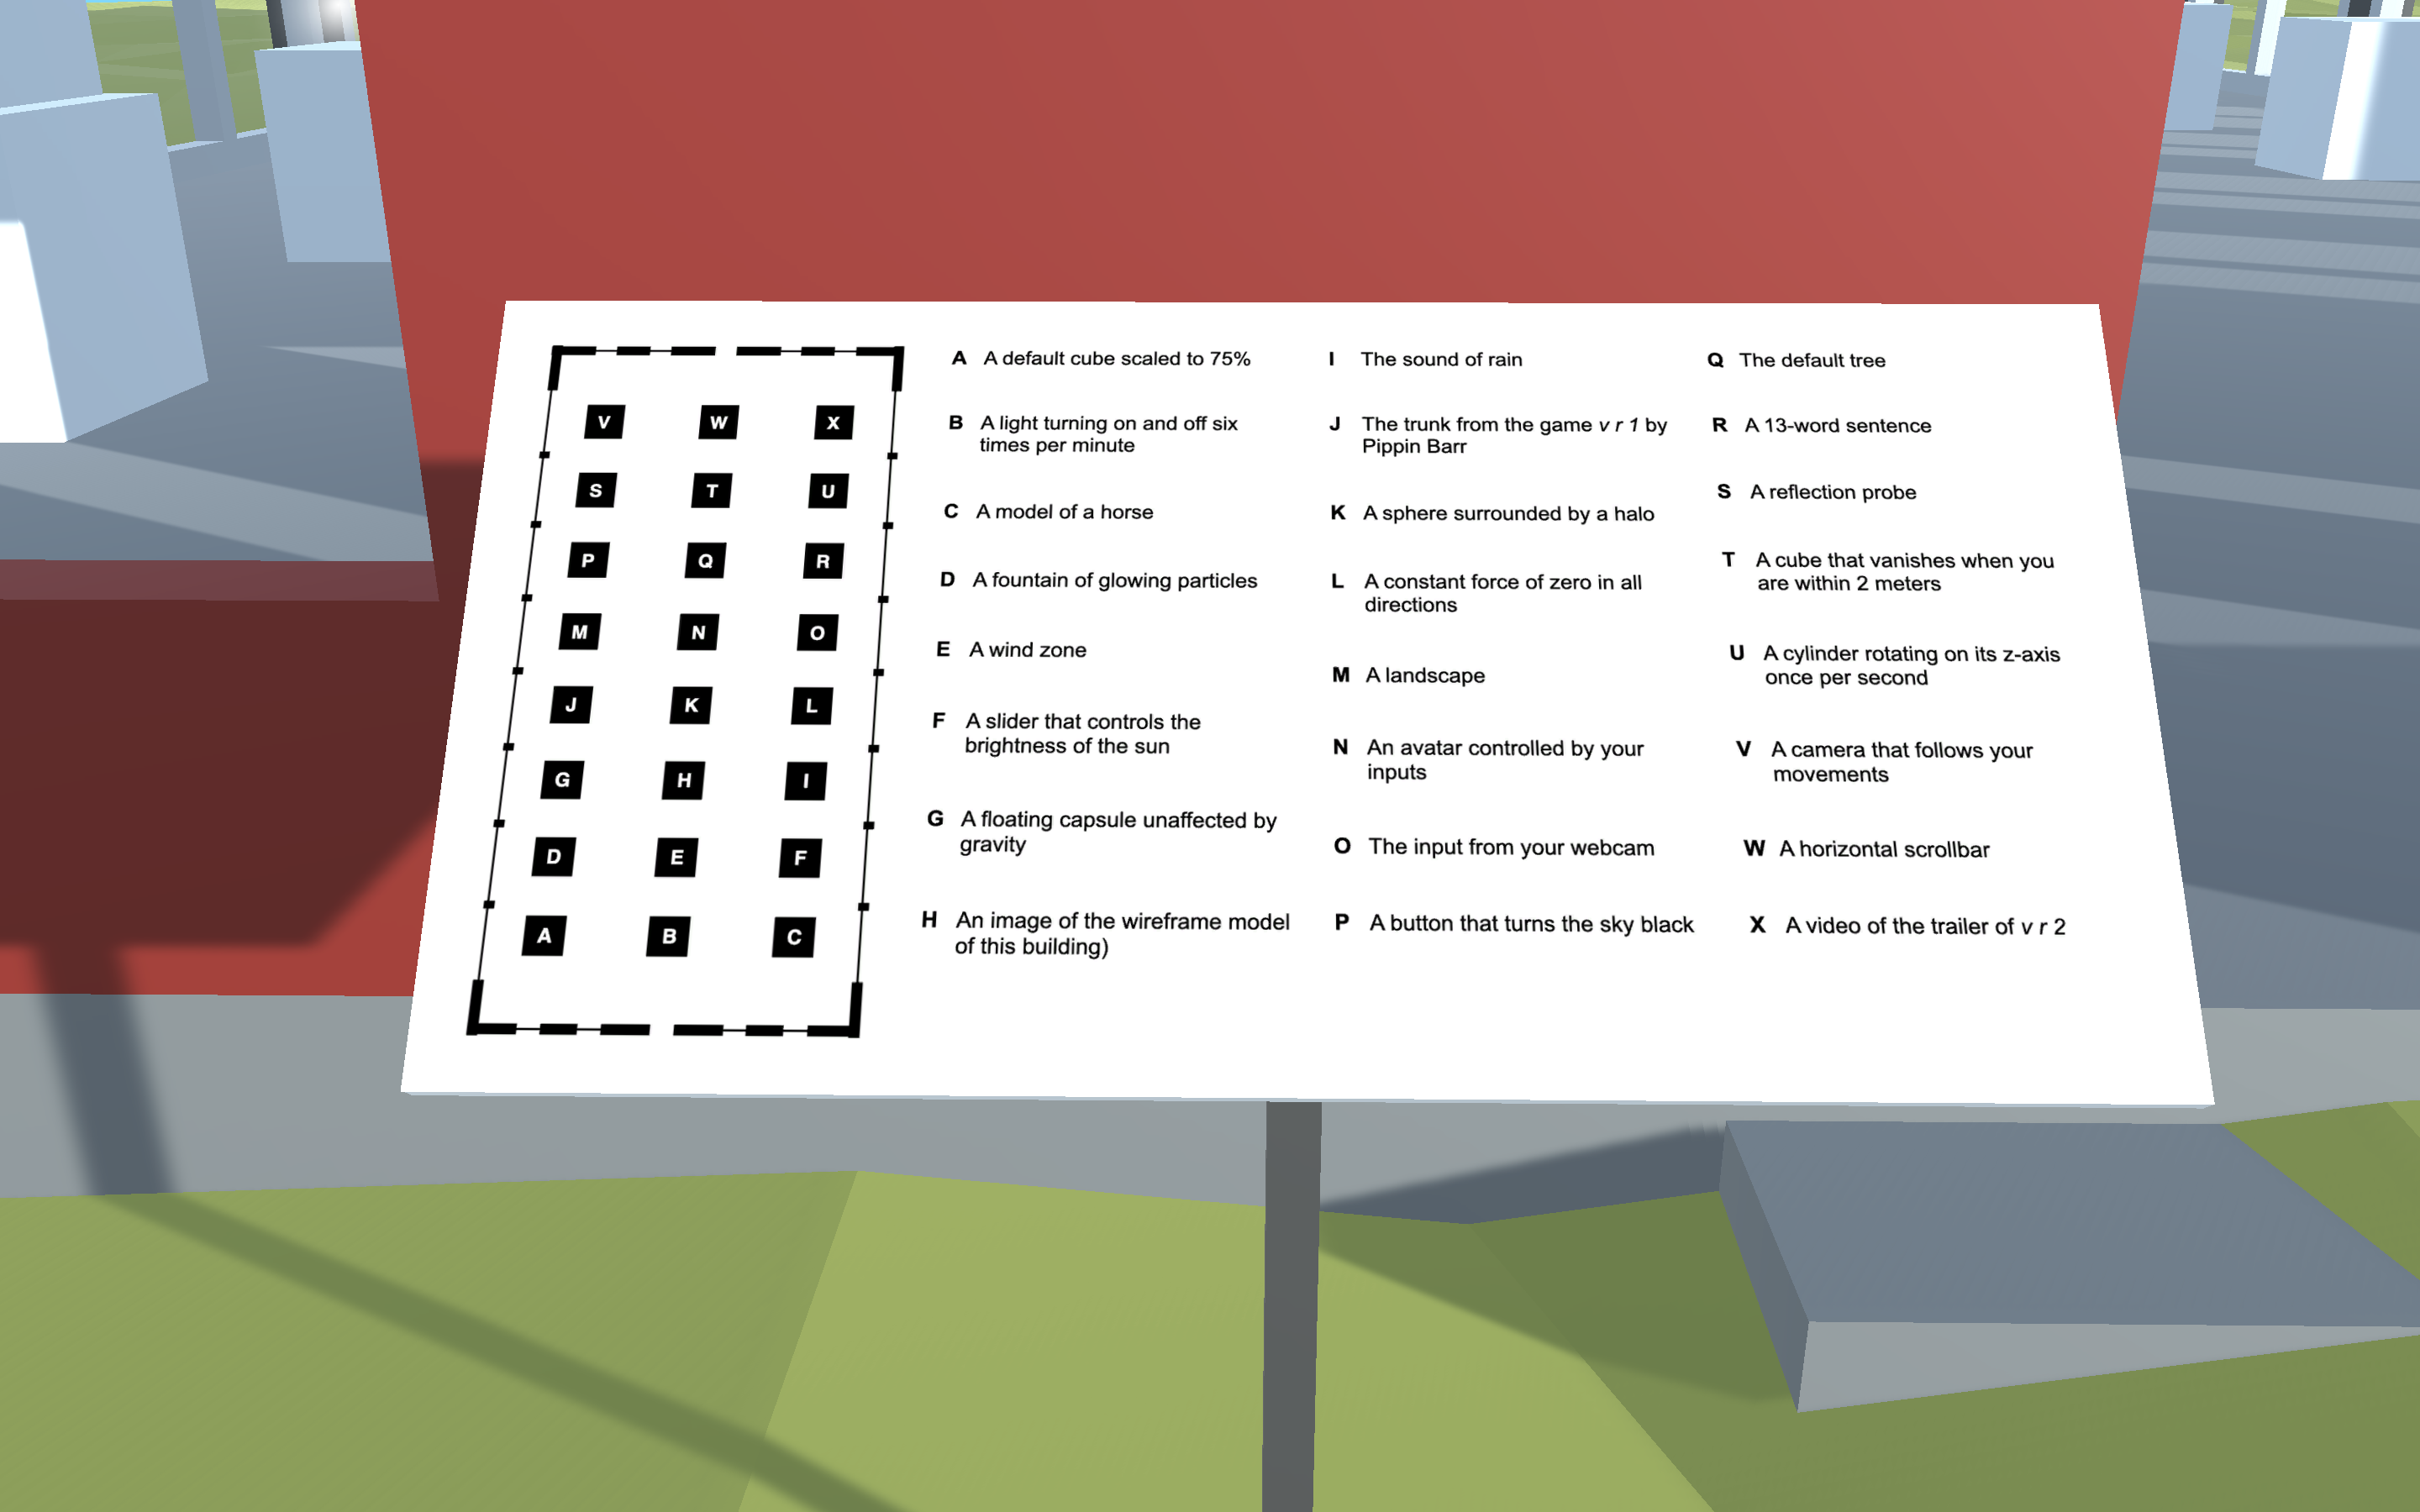 V W X
S T U
P Q R
M N O
J K L
G H I
D E F
A B C
A A default cube scaled to 75%
B A light turning on and off six
times per minute
C A model of a horse
D A fountain of glowing particles
E A wind zone
F A slider that controls the
brightness of the sun
G A floating capsule unaffected by
gravity
H An image of the wireframe model
of this building)
I The sound of rain
J The trunk from the game v r 1 by
Pippin Barr
K A sphere surrounded by a halo
L A constant force of zero in all
directions
M A landscape
N An avatar controlled by your
inputs
O The input from your webcam
P A button that turns the sky black
Q The default tree
R A 13-word sentence
S A reflection probe
T A cube that vanishes when you
are within 2 meters
U A cylinder rotating on its z-axis
once per second
V A camera that follows your
movements
W A horizontal scrollbar
X A video of the trailer of v r 2